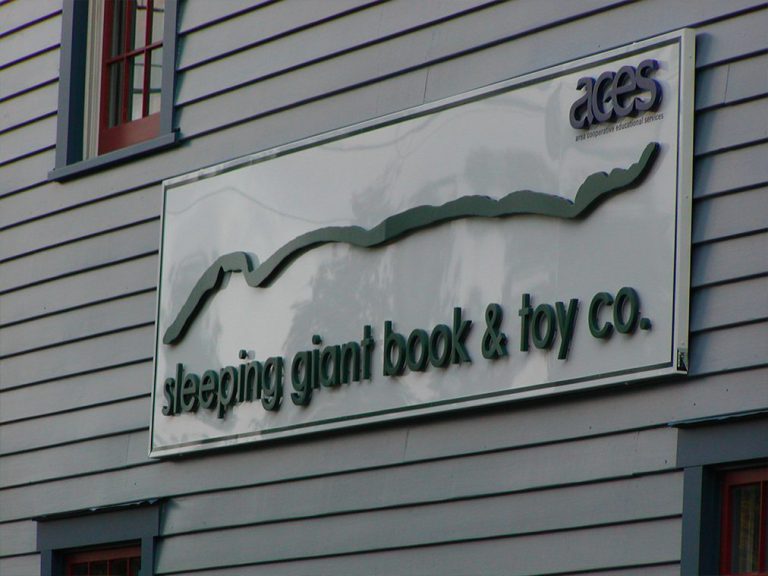 aces
area cooperative educational services
sleeping giant book & toy co.